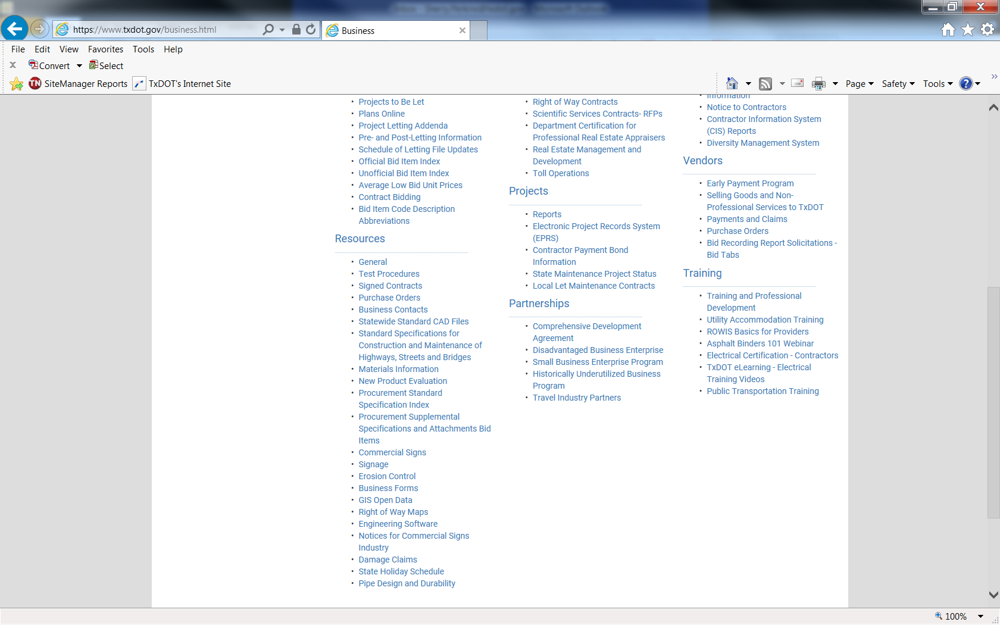 https://www.txdot.gov/business.html
Business
File Edit View Favorites Tools Help
Convert Select
SiteManager Reports TxDOT's Internet Site
Page Safety Tools
Projects to Be Let
Plans Online
Project Letting Addenda
Pre- and Post-Letting Information
Schedule of Letting File Updates
Official Bid Item Index
Unofficial Bid Item Index
Average Low Bid Unit Prices
Contract Bidding
Bid Item Code Description
Abbreviations
Resources
General
Test Procedures
Signed Contracts
Purchase Orders
Business Contacts
Statewide Standard CAD Files
Standard Specifications for
Construction and Maintenance of
Highways, Streets and Bridges
Materials Information
New Product Evaluation
Procurement Standard
Specification Index
Procurement Supplemental
Specifications and Attachments Bid
Items
Commercial Signs
Signage
Erosion Control
Business Forms
GIS Open Data
Right of Way Maps
Engineering Software
Notices for Commercial Signs
Industry
Damage Claims
State Holiday Schedule
Pipe Design and Durability
Right of Way Contracts
Scientific Services Contracts- RFPs
Department Certification for
Professional Real Estate Appraisers
Real Estate Management and
Development
Toll Operations
Projects
Reports
Electronic Project Records System
(EPRS)
Contractor Payment Bond
Information
State Maintenance Project Status
Local Let Maintenance Contracts
Partnerships
Comprehensive Development
Agreement
Disadvantaged Business Enterprise
Small Business Enterprise Program
Historically Underutilized Business
Program
Travel Industry Partners
Information
Notice to Contractors
Contractor Information System
(CIS) Reports
Diversity Management System
Vendors
Early Payment Program
Selling Goods and Non-
Professional Services to TxDOT
Payments and Claims
Purchase Orders
Bid Recording Report Solicitations -
Bid Tabs
Training
Training and Professional
Development
Utility Accommodation Training
ROWIS Basics for Providers
Asphalt Binders 101 Webinar
Electrical Certification - Contractors
TxDOT eLearning - Electrical
Training Videos
Public Transportation Training
100%